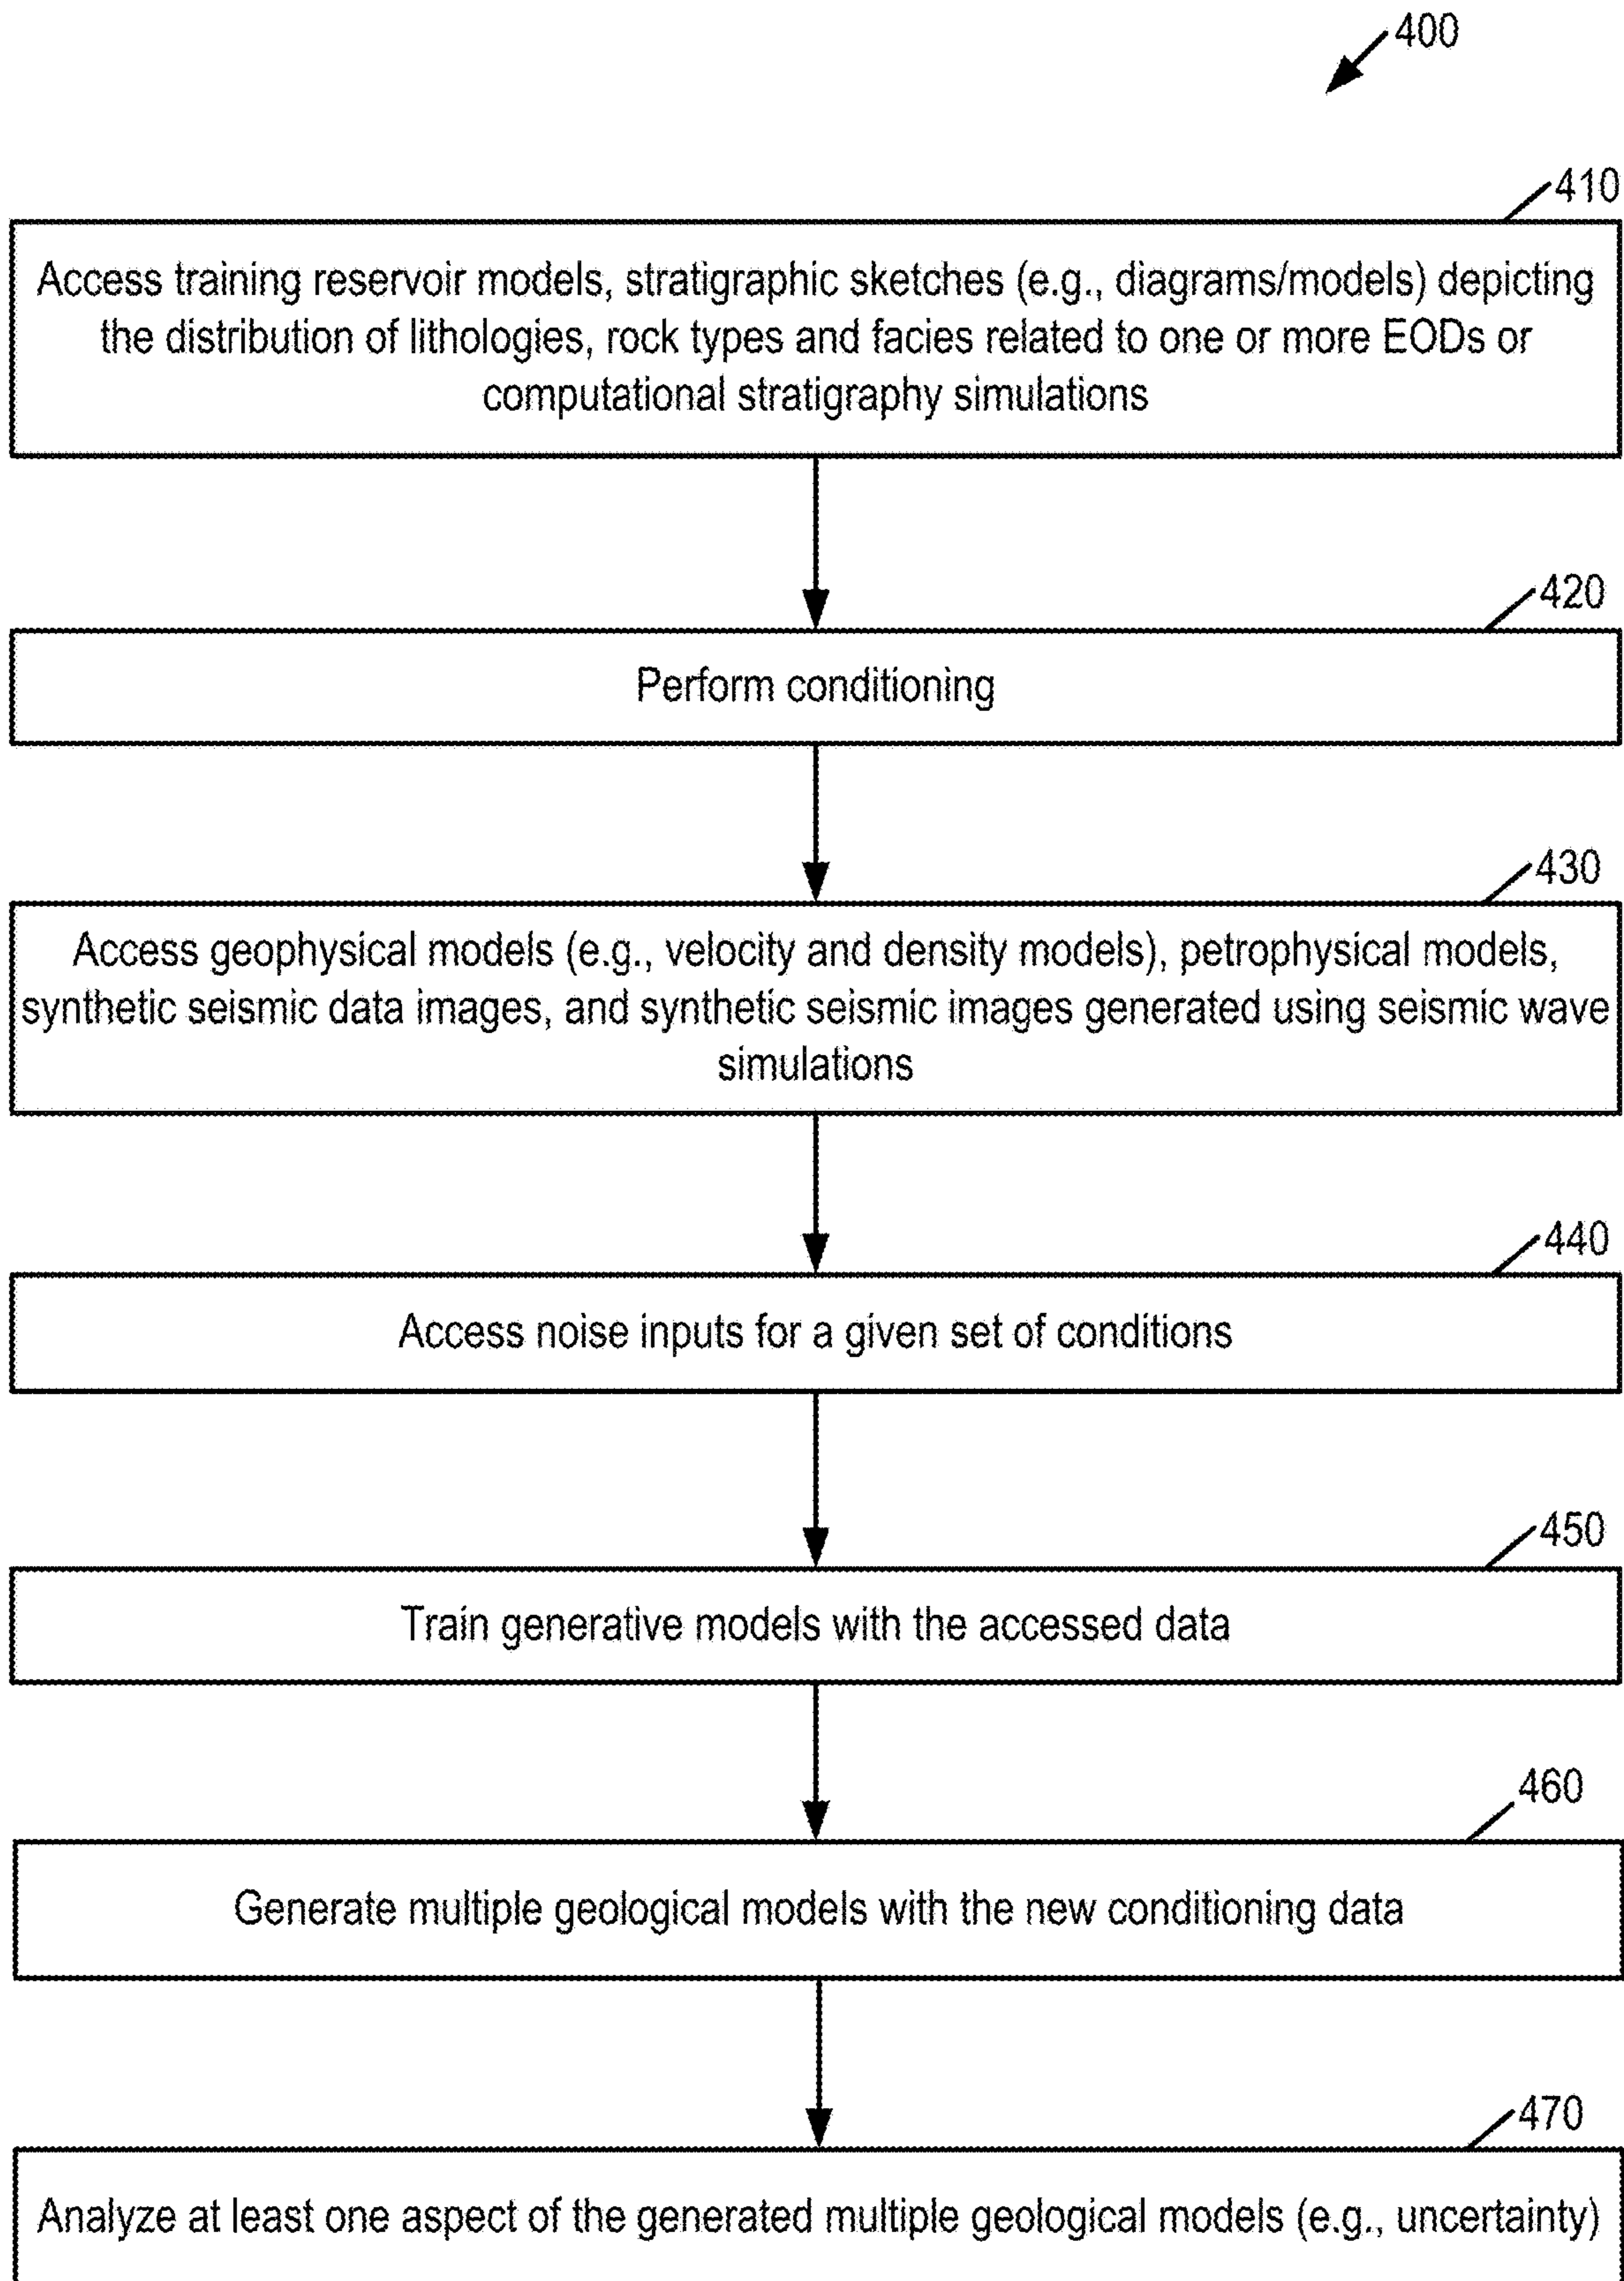 400
410
Access training reservoir models, stratigraphic sketches (e.g., diagrams/models) depicting
the distribution of lithologies, rock types and facies related to one or more EODs or
computational stratigraphy simulations
420
Perform conditioning
430
Access geophysical models (e.g., velocity and density models), petrophysical models,
synthetic seismic data images, and synthetic seismic images generated using seismic wave
simulations
440
Access noise inputs for a given set of conditions
450
Train generative models with the accessed data
460
Generate multiple geological models with the new conditioning data
470
Analyze at least one aspect of the generated multiple geological models (e.g., uncertainty)